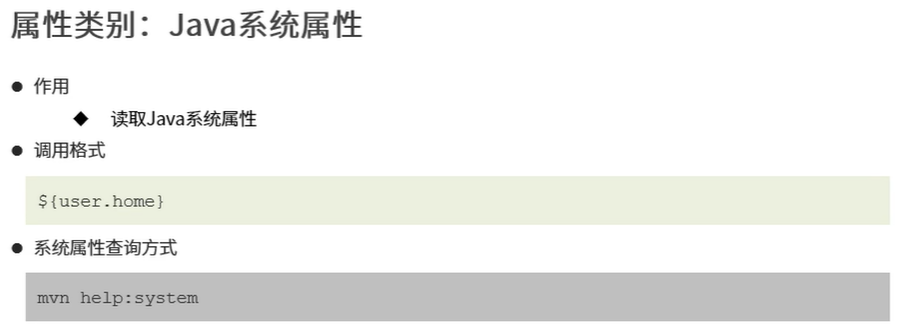 属性类别：Java系统属性
● 作用
◆ 读取Java系统属性
● 调用格式
${user.home}
● 系统属性查询方式
mvn help:system